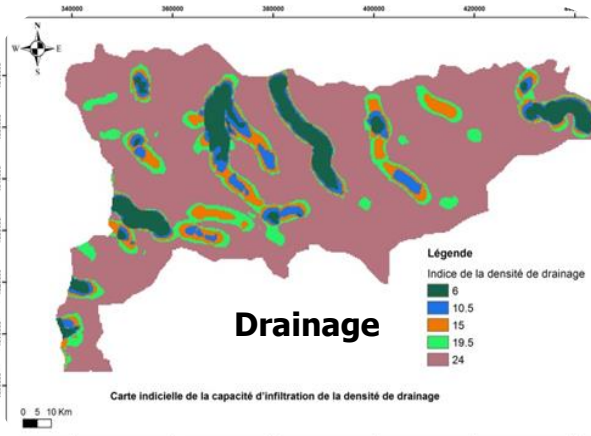 340000 360000 380000 400000 420000
N
W E
S
Légende
Indice de la densité de drainage
6
10.5
15
19.5
24
Drainage
Carte indicielle de la capacité d'infiltration de la densité de drainage
0 5 10 Km